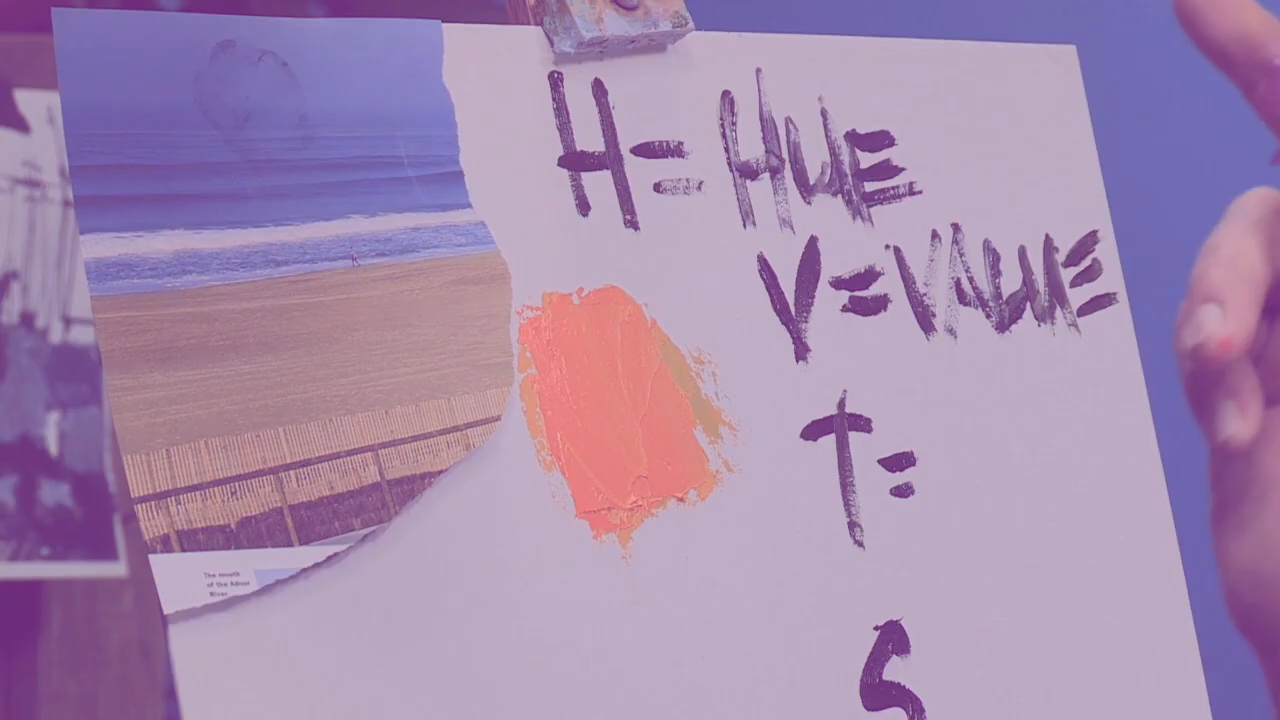 H=HUE
V=VALUE
T=
S
The mouth
of the Adour
River